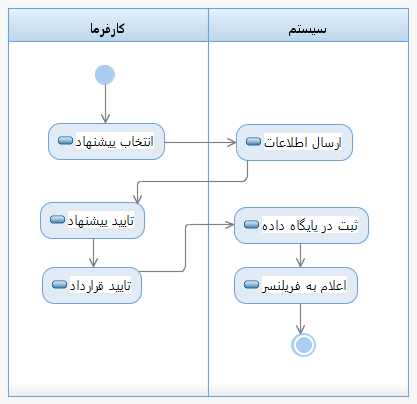 کارفرما
سیستم
انتخاب پیشنهاد
ارسال اطلاعات
تایید پیشنهاد
ثبت در پایگاه داده
تایید قرارداد
اعلام به فریلنسر